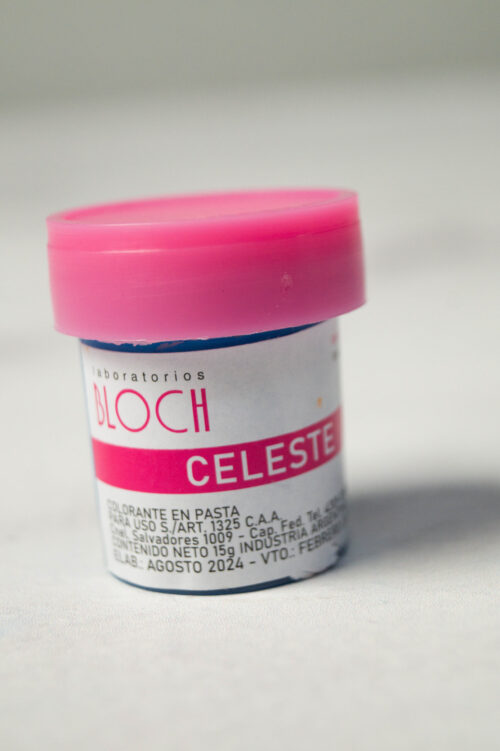 laboratorios
BLOCH
CELESTE
COLORANTE EN PASTA
PARA USO S./ART. 1325 C.A.A.
Salvadores 1009 - Cap. Fed. Tel.
CONTENIDO NETO 15g INDUSTRIA
ELAB.: AGOSTO 2024 - VTO.: